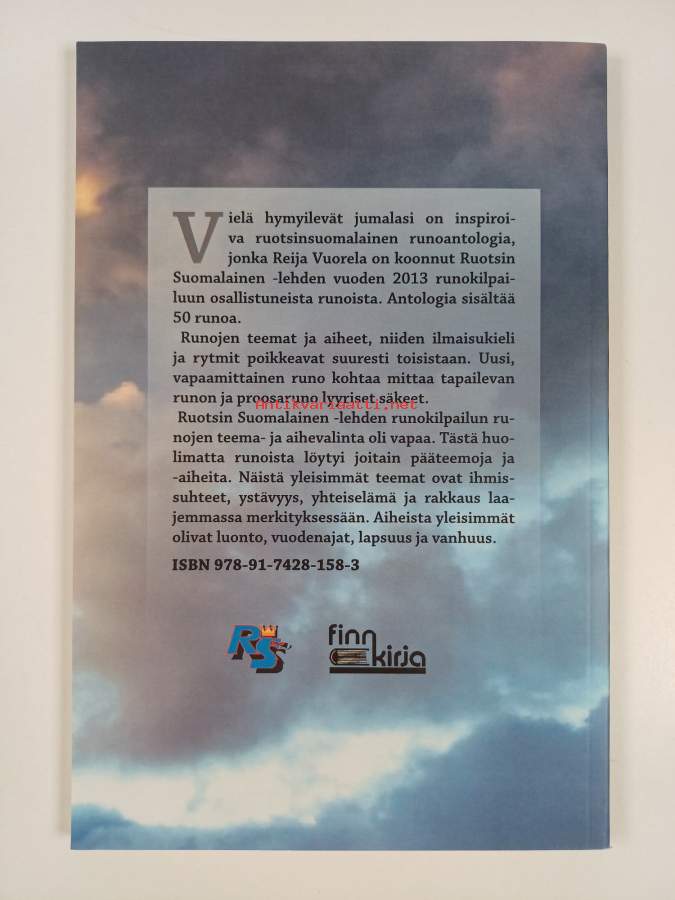 Vielä hymyilevät jumalasi on inspiroi-
va ruotsinsuomalainen runoantologia,
jonka Reija Vuorela on koonnut Ruotsin
Suomalainen -lehden vuoden 2013 runokilpai-
luun osallistuneista runoista. Antologia sisältää
50 runoa.
Runojen teemat ja aiheet, niiden ilmaisukieli
ja rytmit poikkeavat suuresti toisistaan. Uusi,
vapaamittainen runo kohtaa mittaa tapailevan
runon ja proosaruno lyyriset säkeet.
Antikvariaatti.net
Ruotsin Suomalainen -lehden runokilpailun ru-
nojen teema- ja aihevalinta oli vapaa. Tästä huo-
limatta runoista löytyi joitain pääteemoja ja
-aiheita. Näistä yleisimmät teemat ovat ihmis-
suhteet, ystävyys, yhteiselämä ja rakkaus laa-
jemmassa merkityksessään. Aiheista yleisimmät
olivat luonto, vuodenajat, lapsuus ja vanhuus.
ISBN 978-91-7428-158-3
RS
finn
kirja